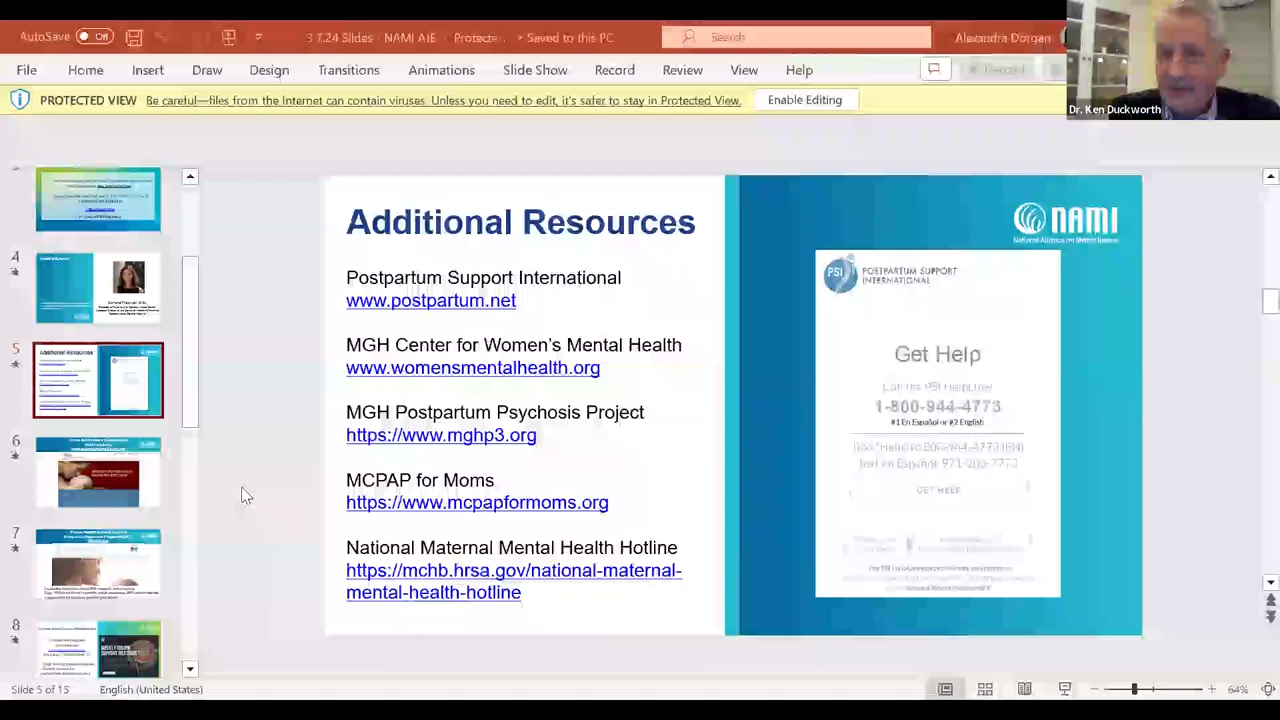 AutoSave
Off
3 7.24 Slides - NAMI AIE - Protecte... • Saved to this PC
Search
Alexandra Dorgan
File Home Insert Draw Design Transitions Animations Slide Show Record Review View Help
Record
PROTECTED VIEW Be careful—files from the Internet can contain viruses. Unless you need to edit, it's safer to stay in Protected View.
Enable Editing
Dr. Ken Duckworth
4
5
7
8
Additional Resources
Postpartum Support International
www.postpartum.net
MGH Center for Women's Mental Health
www.womensmentalhealth.org
MGH Postpartum Psychosis Project
https://www.mghp3.org
MCPAP for Moms
https://www.mcpapformoms.org
National Maternal Mental Health Hotline
https://mchb.hrsa.gov/national-maternal-
mental-health-hotline
NAMI
National Alliance on Mental Illness
PSI
POSTPARTUM SUPPORT
INTERNATIONAL
Get Help
Call the PSI HelpLine!
1-800-944-4773
#1 En Español or #2 English
GET HELP
Additional Resources
Slide 5 of 15
English (United States)
64%